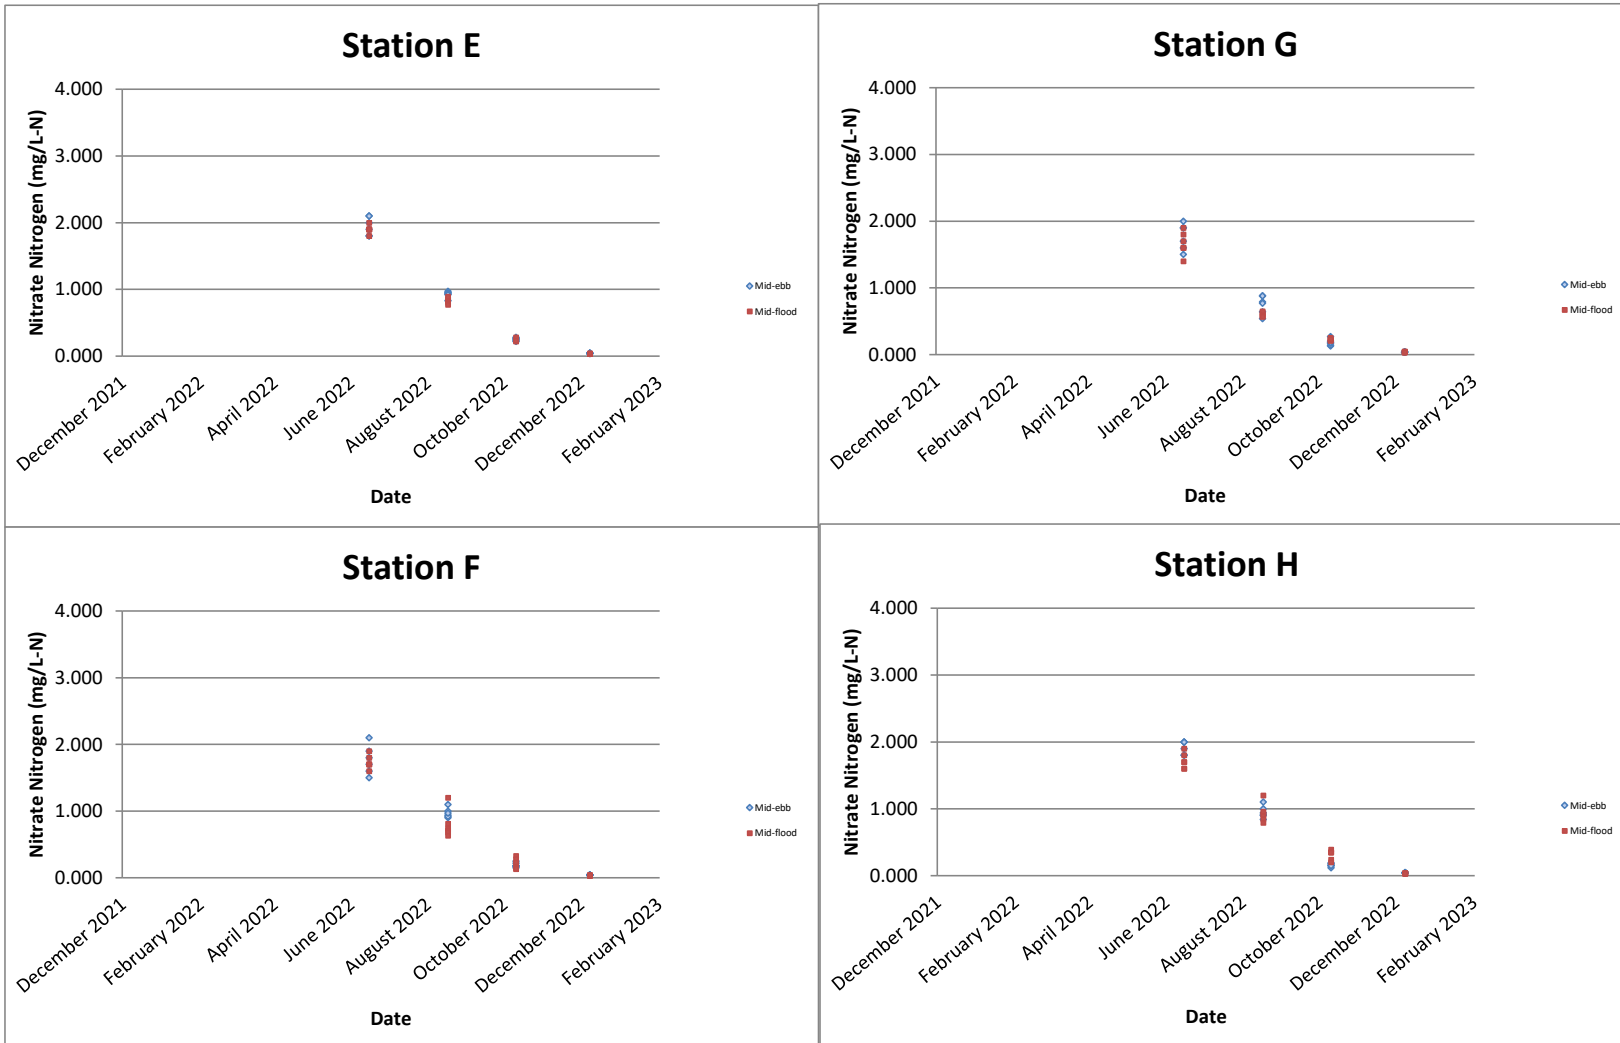 Station E
Nitrate Nitrogen (mg/L-N)
4.000
3.000
2.000
1.000
0.000
December 2021
February 2022
April 2022
June 2022
August 2022
October 2022
December 2022
February 2023
Date
Mid-ebb
Mid-flood
Station G
Nitrate Nitrogen (mg/L-N)
4.000
3.000
2.000
1.000
0.000
December 2021
February 2022
April 2022
June 2022
August 2022
October 2022
December 2022
February 2023
Date
Mid-ebb
Mid-flood
Station F
Nitrate Nitrogen (mg/L-N)
4.000
3.000
2.000
1.000
0.000
December 2021
February 2022
April 2022
June 2022
August 2022
October 2022
December 2022
February 2023
Date
Mid-ebb
Mid-flood
Station H
Nitrate Nitrogen (mg/L-N)
4.000
3.000
2.000
1.000
0.000
December 2021
February 2022
April 2022
June 2022
August 2022
October 2022
December 2022
February 2023
Date
Mid-ebb
Mid-flood